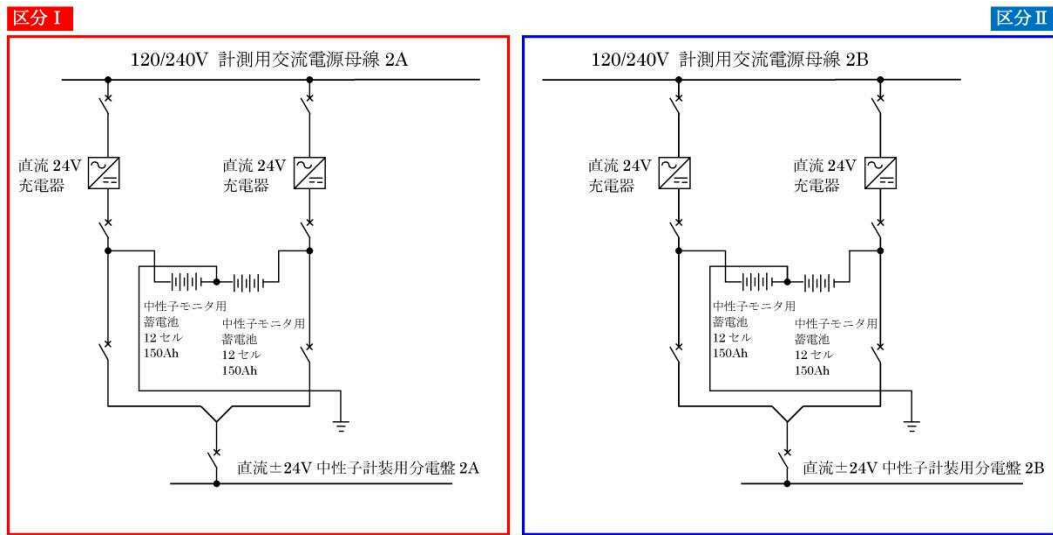 区分Ⅰ
120/240V 計測用交流電源母線 2A
直流 24V
充電器
直流 24V
充電器
中性子モニタ用
蓄電池
12 セル
150Ah
中性子モニタ用
蓄電池
12 セル
150Ah
直流±24V 中性子計装用分電盤 2A
区分Ⅱ
120/240V 計測用交流電源母線 2B
直流 24V
充電器
直流 24V
充電器
中性子モニタ用
蓄電池
12 セル
150Ah
中性子モニタ用
蓄電池
12 セル
150Ah
直流±24V 中性子計装用分電盤 2B